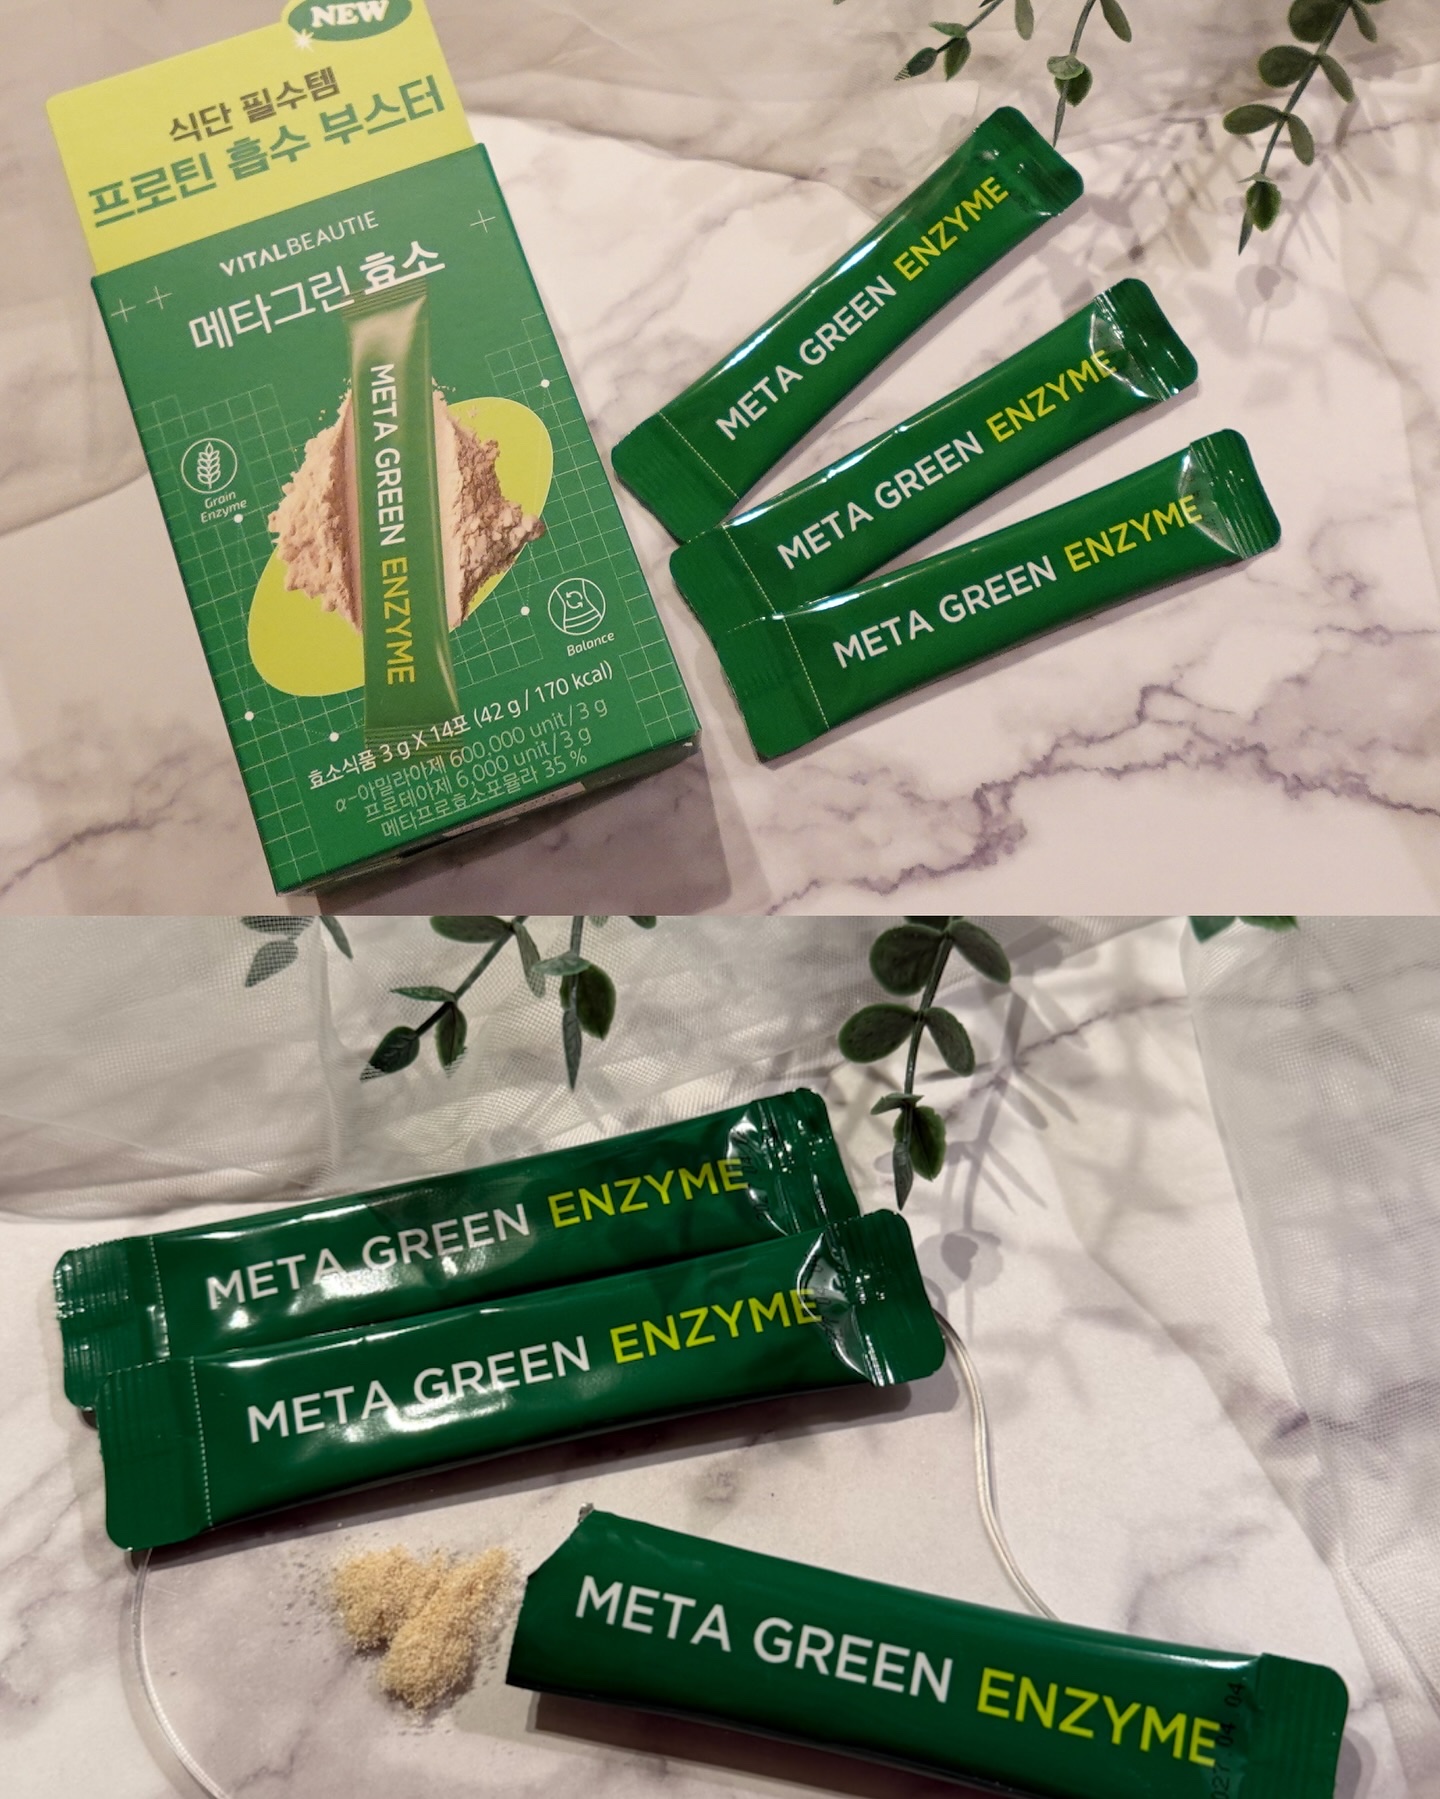 NEW
식단 필수템
프로틴 흡수 부스터
VITALBEAUTIE
메타그린 효소
META GREEN ENZYME
Grain
Enzyme
Balance
효소식품 3 g X 14포 (42 g / 170 kcal)
α-아밀라아제 600,000 unit / 3 g
프로테아제 6,000 unit / 3 g
메타프로효소포뮬라 35 %
META GREEN ENZYME
META GREEN ENZYME
META GREEN ENZYME
META GREEN ENZYME
META GREEN ENZYME
META GREEN ENZYME
027 04 04